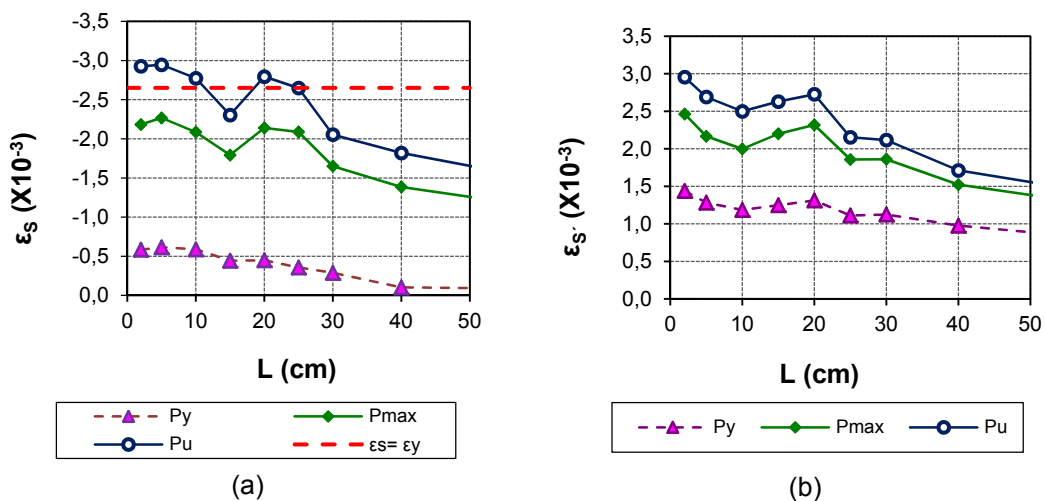 -3,5
-3,0
-2,5
-2,0
-1,5
-1,0
-0,5
0,0
εS (X10-3)
0 10 20 30 40 50
L (cm)
Py Pmax
Pu εs= εy
(a)
3,5
3,0
2,5
2,0
1,5
1,0
0,5
0,0
εS´ (X10-3)
0 10 20 30 40 50
L (cm)
Py Pmax Pu
(b)